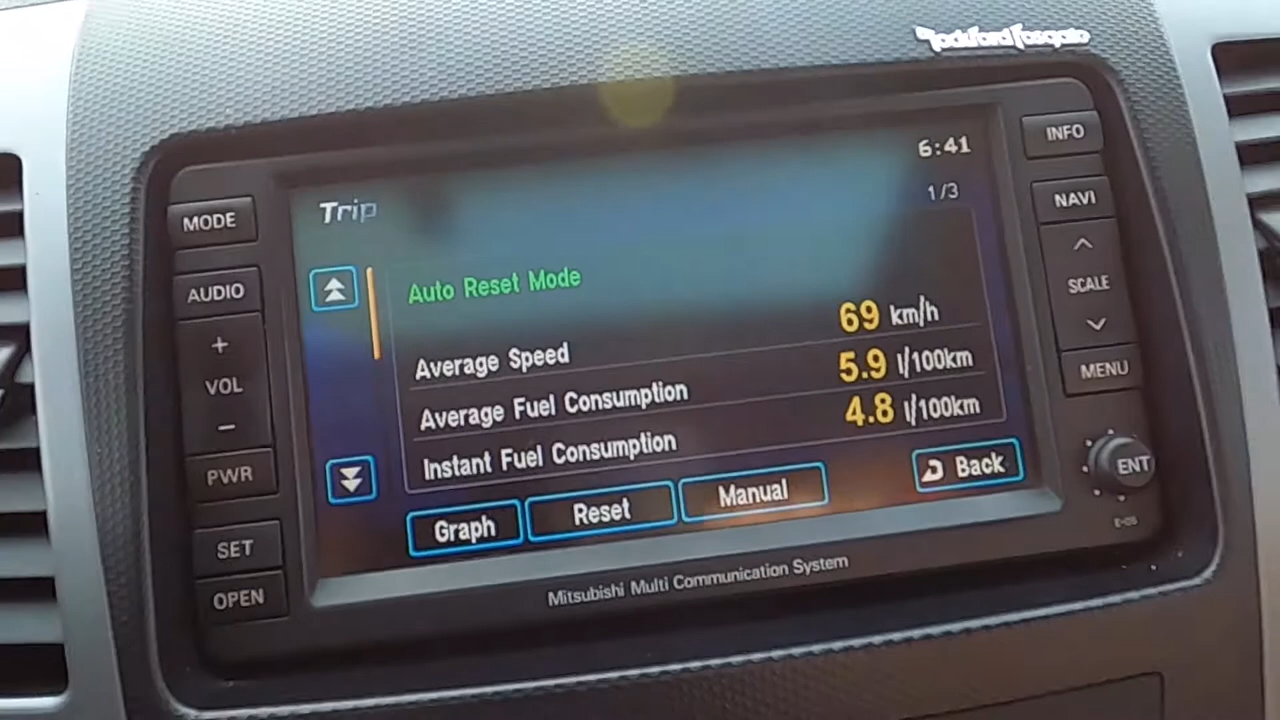 Rockford Fosgate
6:41
INFO
Trip
1/3
MODE
NAVI
Auto Reset Mode
AUDIO
69 km/h
SCALE
Average Speed
+
5.9 l/100km
VOL
Average Fuel Consumption
MENU
4.8 l/100km
-
Instant Fuel Consumption
PWR
Back
ENT
Graph
Reset
Manual
SET
E-05
Mitsubishi Multi Communication System
OPEN